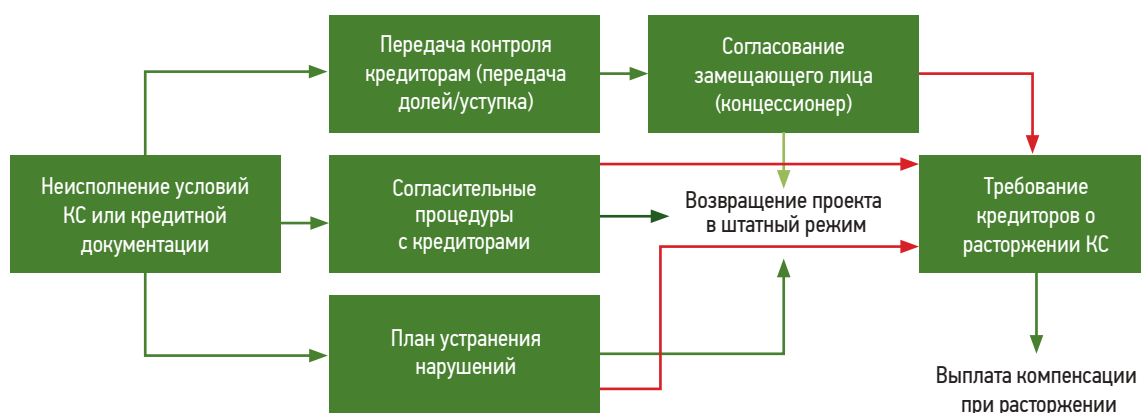 Передача контроля
кредиторам (передача
долей/уступка)
Согласование
замещающего лица
(концессионер)
Неисполнение условий
КС или кредитной
документации
Согласительные
процедуры
с кредиторами
Возвращение проекта
в штатный режим
Требование
кредиторов о
расторжении КС
План устранения
нарушений
Выплата компенсации
при расторжении